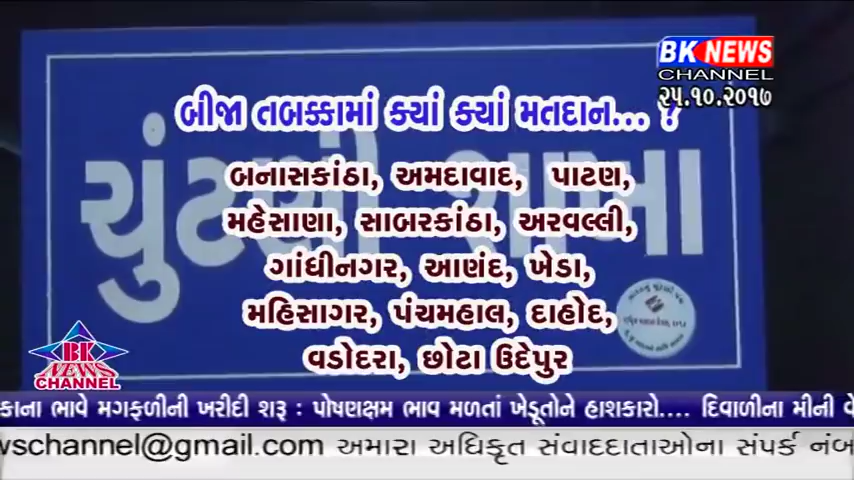 BK NEWS
CHANNEL
૨૫.૧૦.૨૦૧૭
બીજા તબક્કામાં ક્યાં ક્યાં મતદાન... ?
ચુંટણી શાખા
બનાસકાંઠા, અમદાવાદ, પાટણ,
મહેસાણા, સાબરકાંઠા, અરવલ્લી,
ગાંધીનગર, આણંદ, ખેડા,
મહિસાગર, પંચમહાલ, દાહોદ,
વડોદરા, છોટા ઉદેપુર
BK
NEWS
CHANNEL
કાના ભાવે મગફળીની ખરીદી શરૂ : પોષણક્ષમ ભાવ મળતાં ખેડૂતોને હાશકારો.... દિવાળીના મીની વે
wschannel@gmail.com અમારા અધિકૃત સંવાદદાતાઓના સંપર્ક નંબ